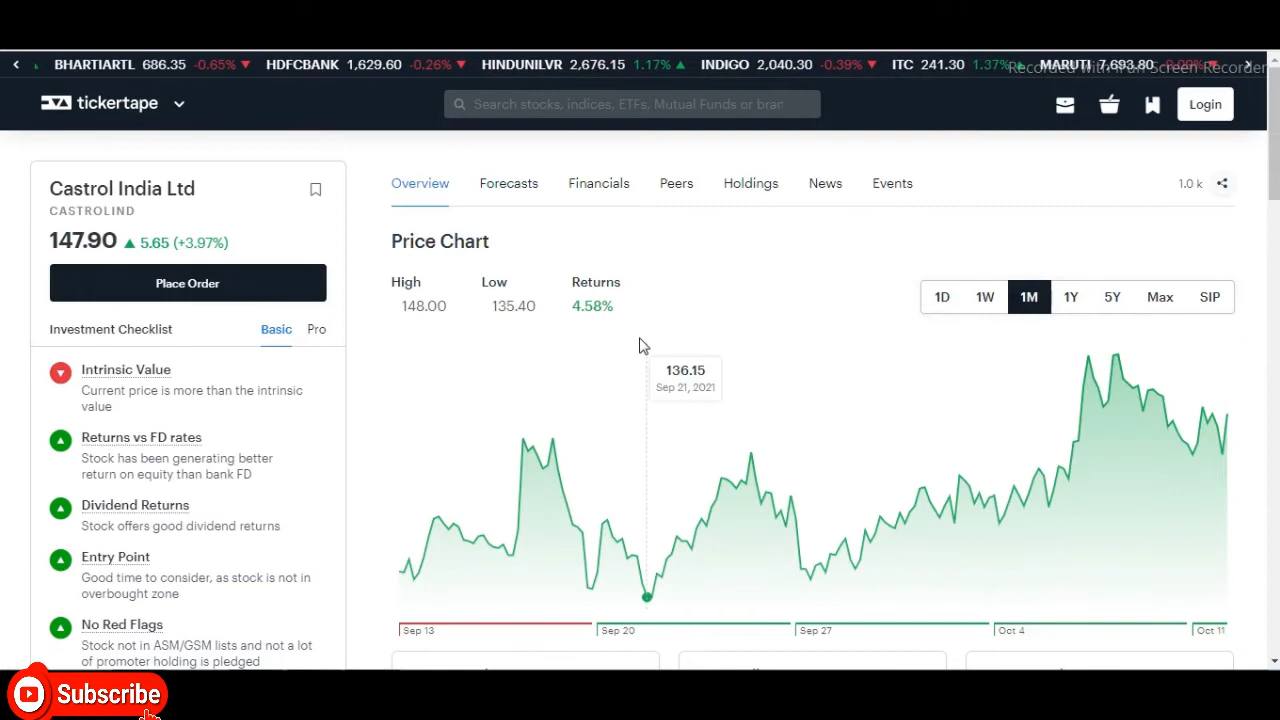 BHARTIARTL 686.35 -0.65% HDFCBANK 1,629.60 -0.26% HINDUNILVR 2,676.15 1.17% INDIGO 2,040.30 -0.39% ITC 241.30 1.37% MARUTI 7,693.80
Recorded with iTop Screen Recorder
tickertape
Search stocks, indices, ETFs, Mutual Funds or brar
Login
Castrol India Ltd
CASTROLIND
147.90 5.65 (+3.97%)
Place Order
Investment Checklist Basic Pro
Intrinsic Value
Current price is more than the intrinsic
value
Returns vs FD rates
Stock has been generating better
return on equity than bank FD
Dividend Returns
Stock offers good dividend returns
Entry Point
Good time to consider, as stock is not in
overbought zone
No Red Flags
Stock not in ASM/GSM lists and not a lot
of promoter holding is pledged
Overview Forecasts Financials Peers Holdings News Events
1.0 k
Price Chart
High Low Returns
148.00 135.40 4.58%
1D 1W 1M 1Y 5Y Max SIP
136.15
Sep 21, 2021
Sep 13 Sep 20 Sep 27 Oct 4 Oct 11
Subscribe